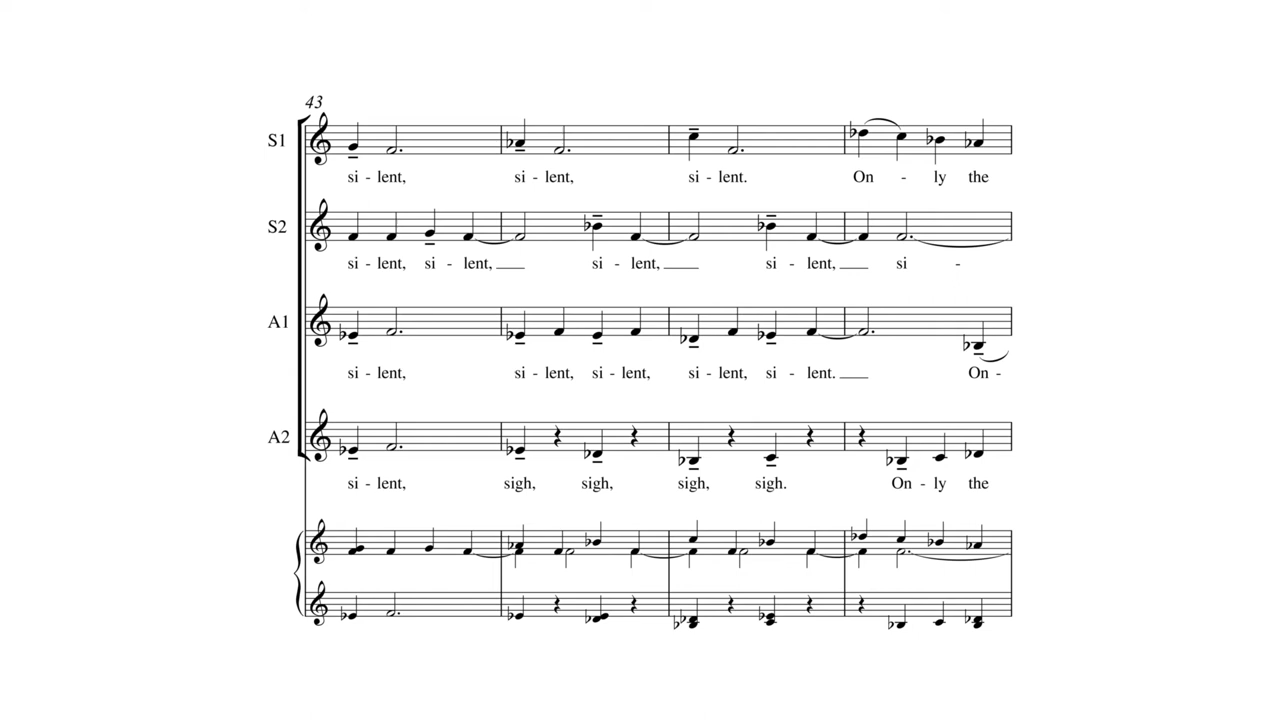 43
S1
si - lent, si - lent, si - lent. On - ly the
S2
si - lent, si - lent, si - lent, si - lent, si -
A1
si - lent, si - lent, si - lent, si - lent, si - lent. On -
A2
si - lent, sigh, sigh, sigh, sigh. On - ly the